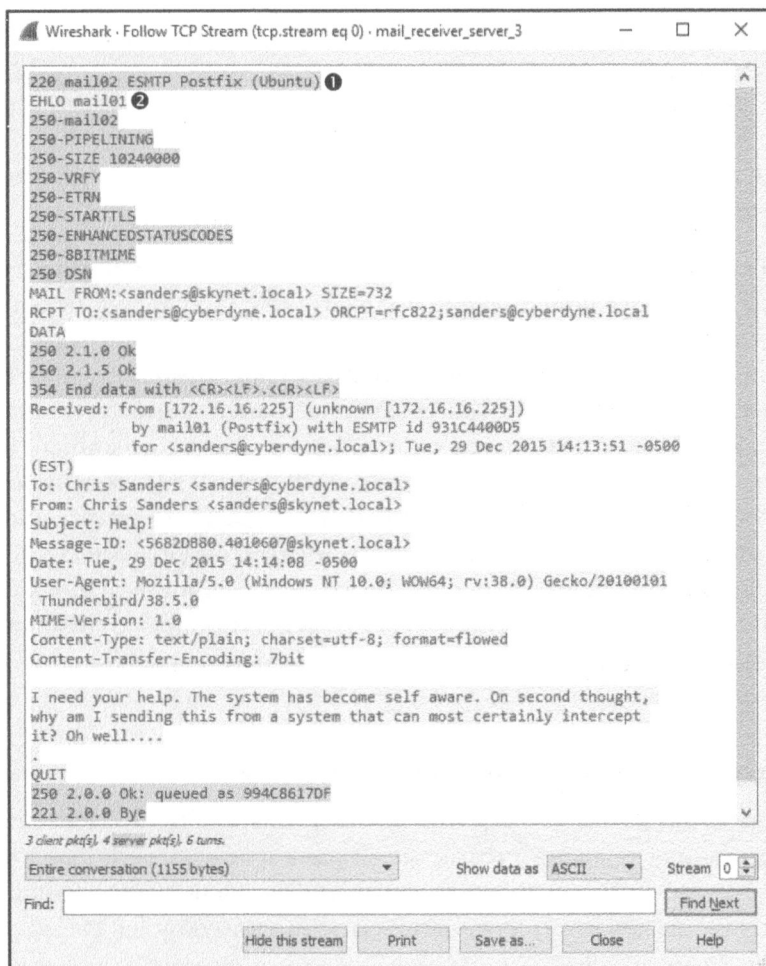 Wireshark · Follow TCP Stream (tcp.stream eq 0) · mail_receiver_server_3
220 mail02 ESMTP Postfix (Ubuntu) ❶
EHLO mail01 ❷
250-mail02
250-PIPELINING
250-SIZE 10240000
250-VRFY
250-ETRN
250-STARTTLS
250-ENHANCEDSTATUSCODES
250-8BITMIME
250 DSN
MAIL FROM:<sanders@skynet.local> SIZE=732
RCPT TO:<sanders@cyberdyne.local> ORCPT=rfc822;sanders@cyberdyne.local
DATA
250 2.1.0 Ok
250 2.1.5 Ok
354 End data with <CR><LF>.<CR><LF>
Received: from [172.16.16.225] (unknown [172.16.16.225])
by mail01 (Postfix) with ESMTP id 931C4400D5
for <sanders@cyberdyne.local>; Tue, 29 Dec 2015 14:13:51 -0500
(EST)
To: Chris Sanders <sanders@cyberdyne.local>
From: Chris Sanders <sanders@skynet.local>
Subject: Help!
Message-ID: <5682DB80.4010607@skynet.local>
Date: Tue, 29 Dec 2015 14:14:08 -0500
User-Agent: Mozilla/5.0 (Windows NT 10.0; WOW64; rv:38.0) Gecko/20100101
Thunderbird/38.5.0
MIME-Version: 1.0
Content-Type: text/plain; charset=utf-8; format=flowed
Content-Transfer-Encoding: 7bit
I need your help. The system has become self aware. On second thought,
why am I sending this from a system that can most certainly intercept
it? Oh well....
.
QUIT
250 2.0.0 Ok: queued as 994C8617DF
221 2.0.0 Bye
3 client pkt(s), 4 server pkt(s), 6 turns.
Entire conversation (1155 bytes) Show data as ASCII Stream 0
Find: Find Next
Hide this stream Print Save as... Close Help